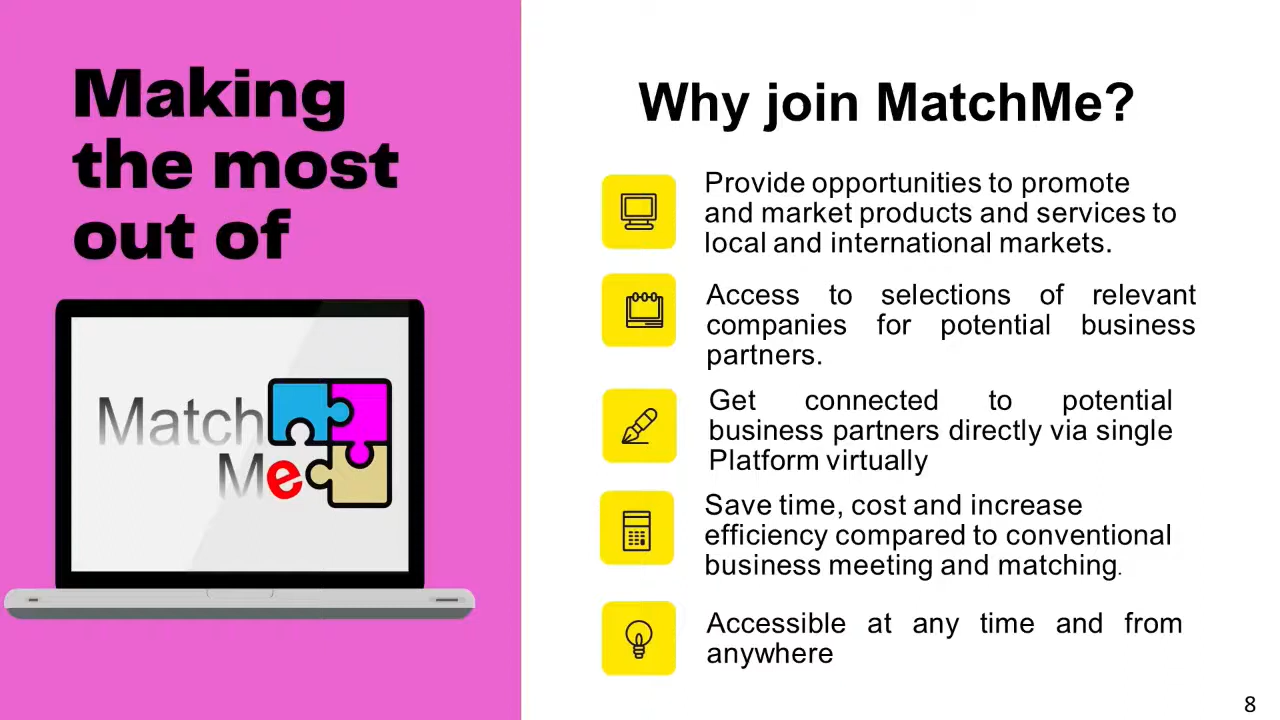 Making
the most
out of
Match
Me
Why join MatchMe?
Provide opportunities to promote
and market products and services to
local and international markets.
Access to selections of relevant
companies for potential business
partners.
Get connected to potential
business partners directly via single
Platform virtually
Save time, cost and increase
efficiency compared to conventional
business meeting and matching.
Accessible at any time and from
anywhere
8